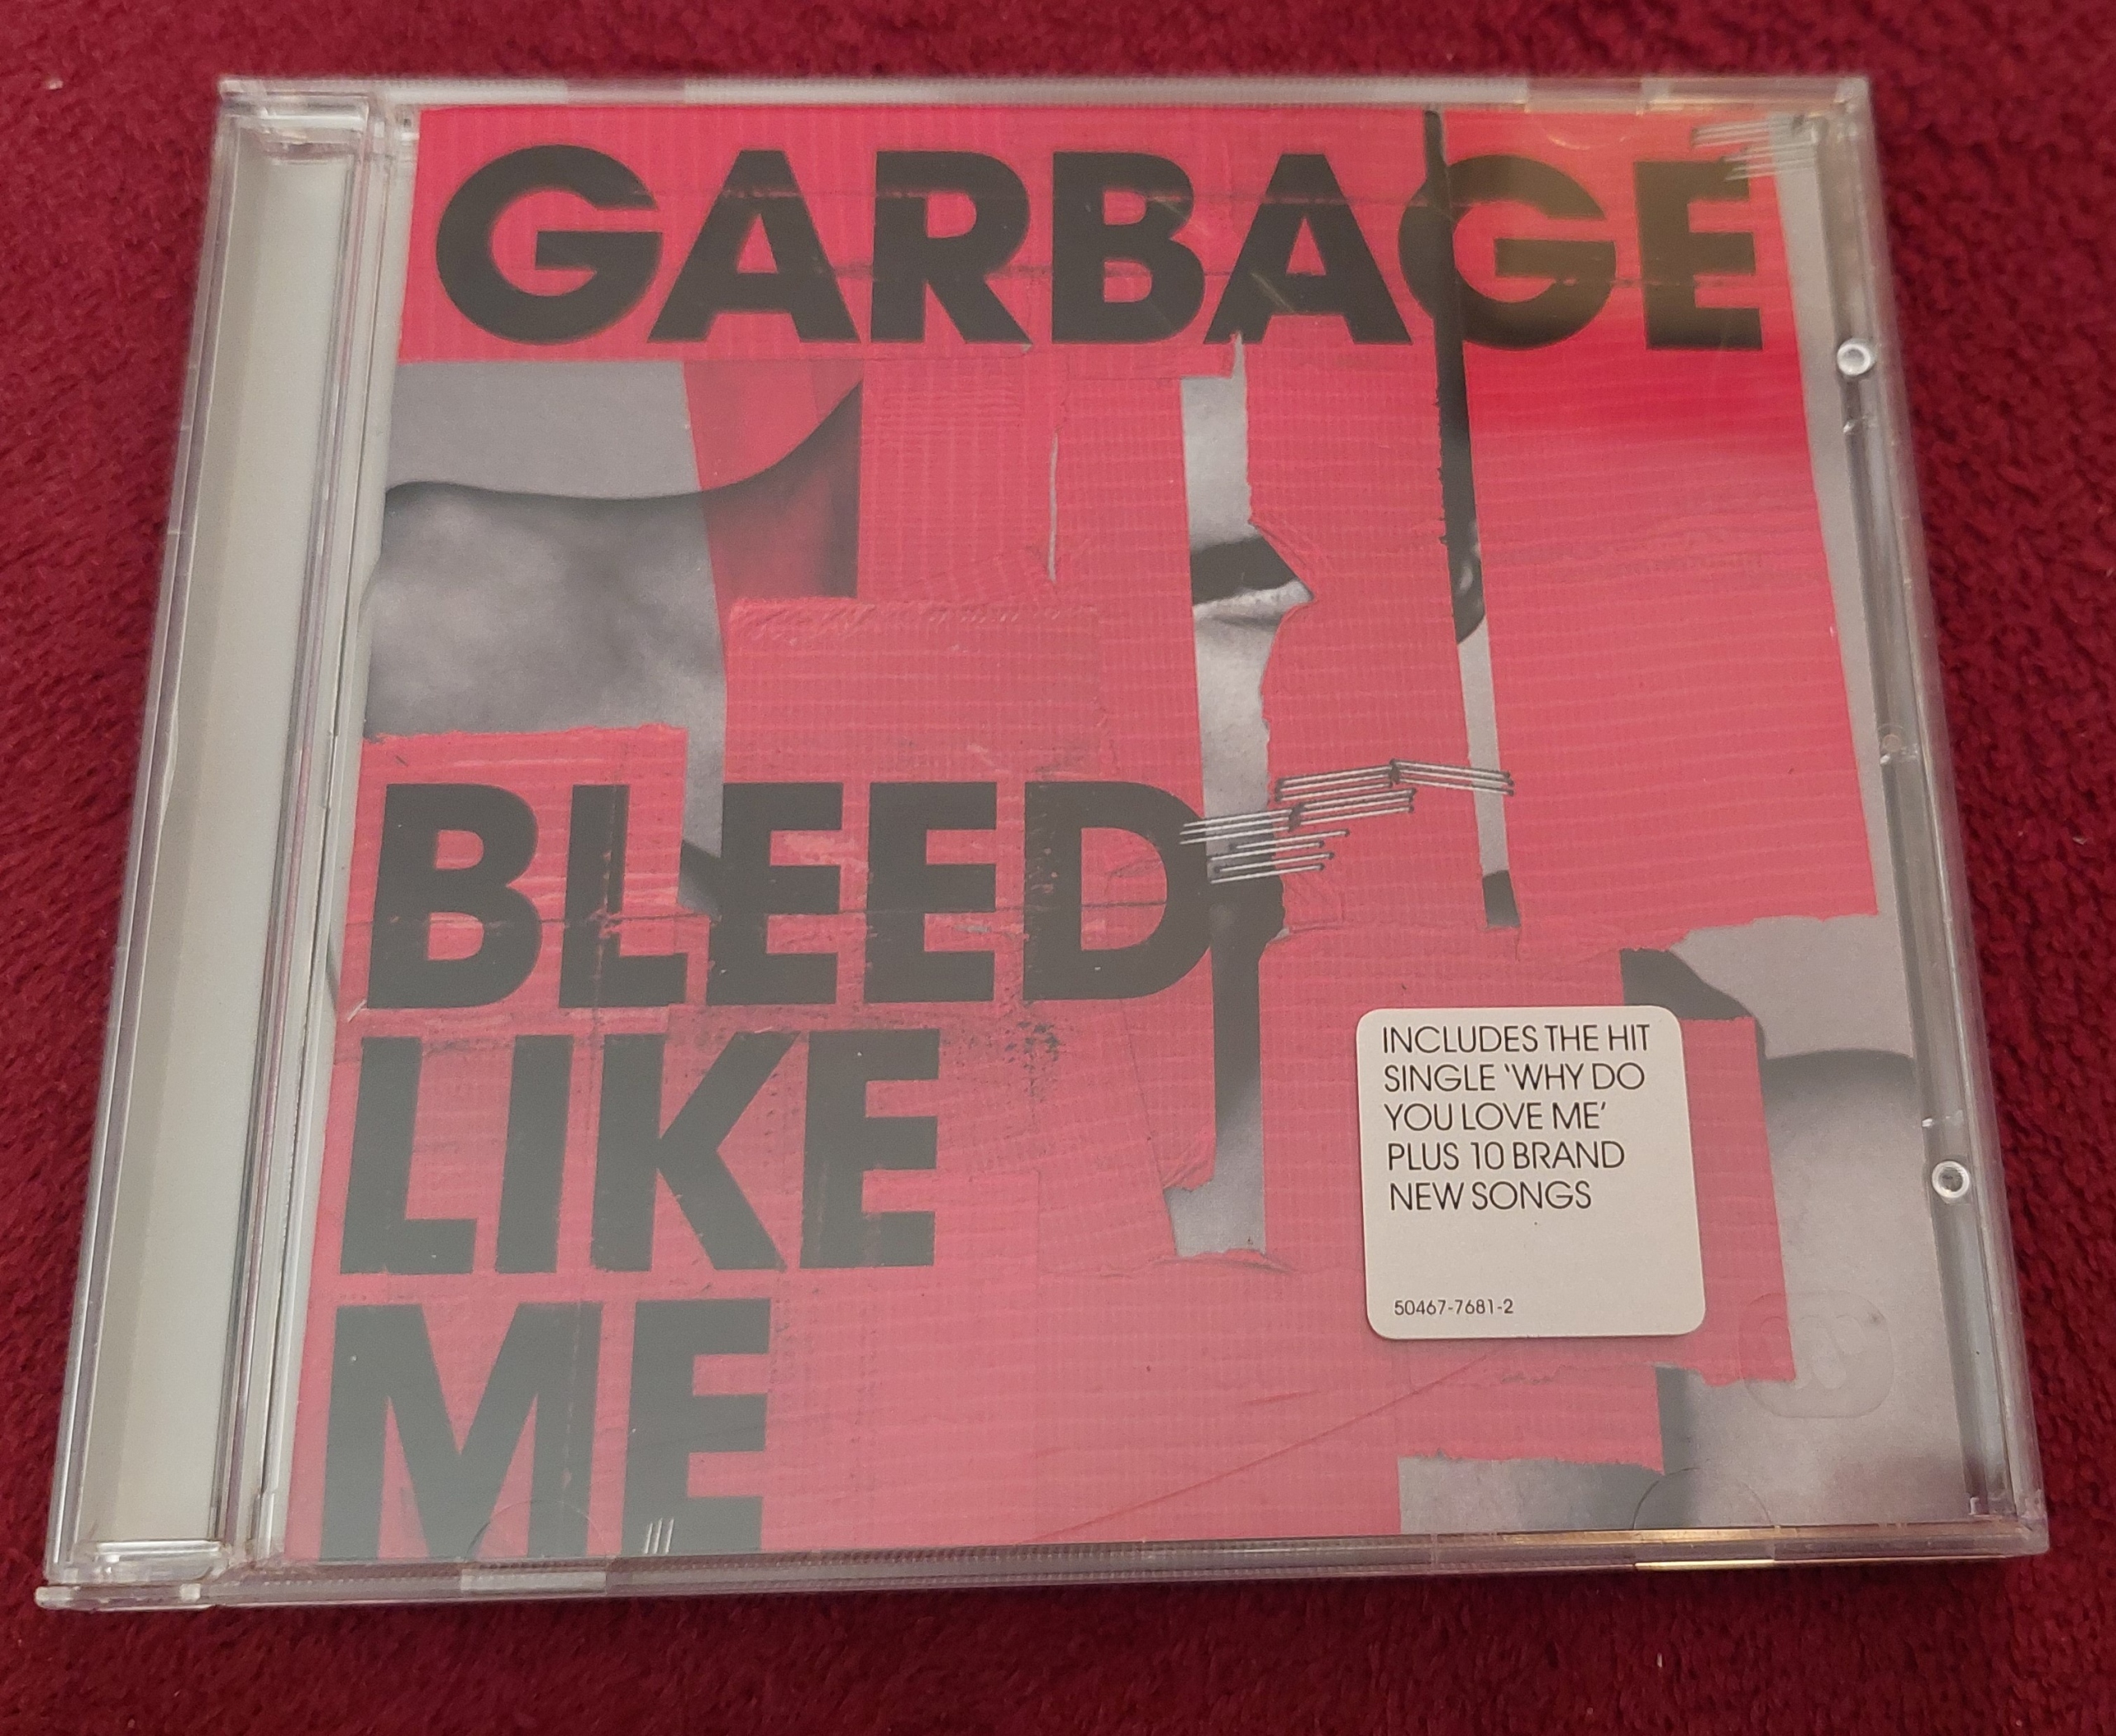 GARBAGE
BLEED
LIKE
ME
INCLUDES THE HIT
SINGLE ‘WHY DO
YOU LOVE ME’
PLUS 10 BRAND
NEW SONGS
50467-7681-2